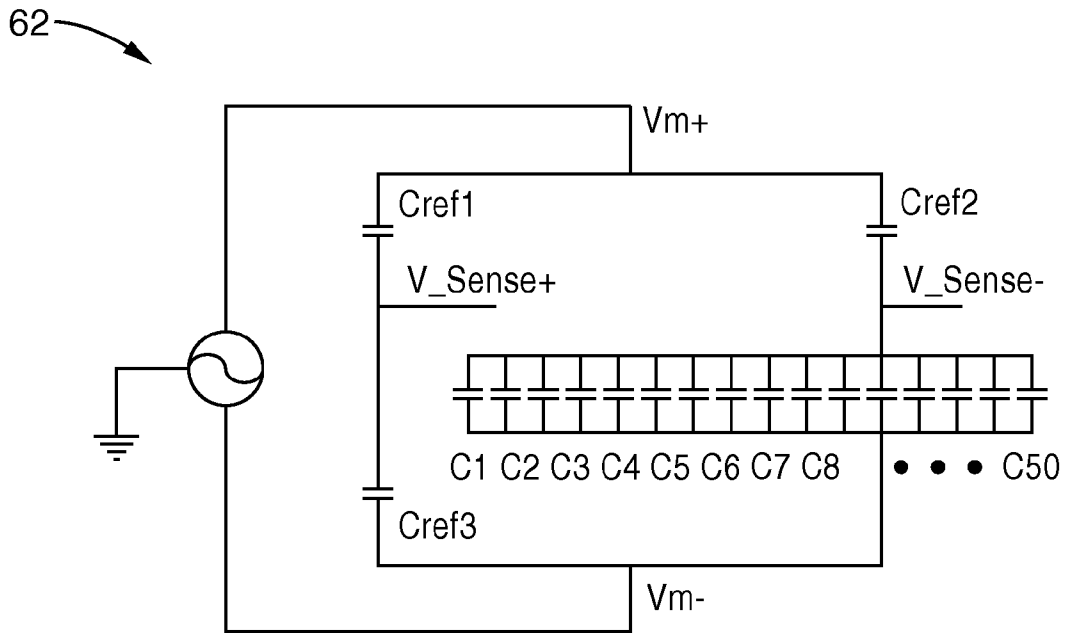 62
Vm+
Cref1
Cref2
V_Sense+
V_Sense-
C1 C2 C3 C4 C5 C6 C7 C8 • • • C50
Cref3
Vm-